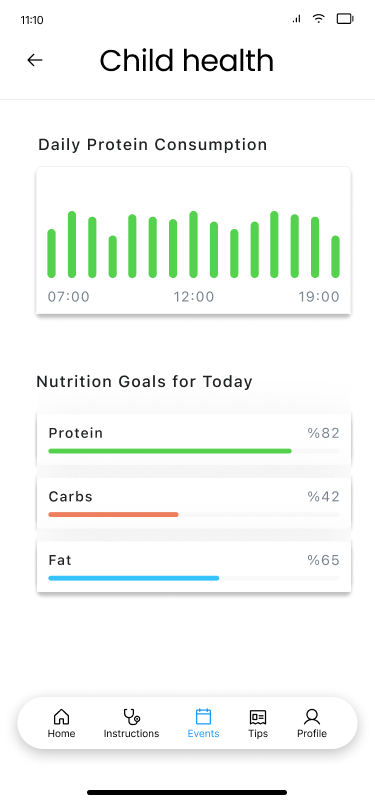 11:10
Child health
Daily Protein Consumption
07:00 12:00 19:00
Nutrition Goals for Today
Protein %82
Carbs %42
Fat %65
Home Instructions Events Tips Profile